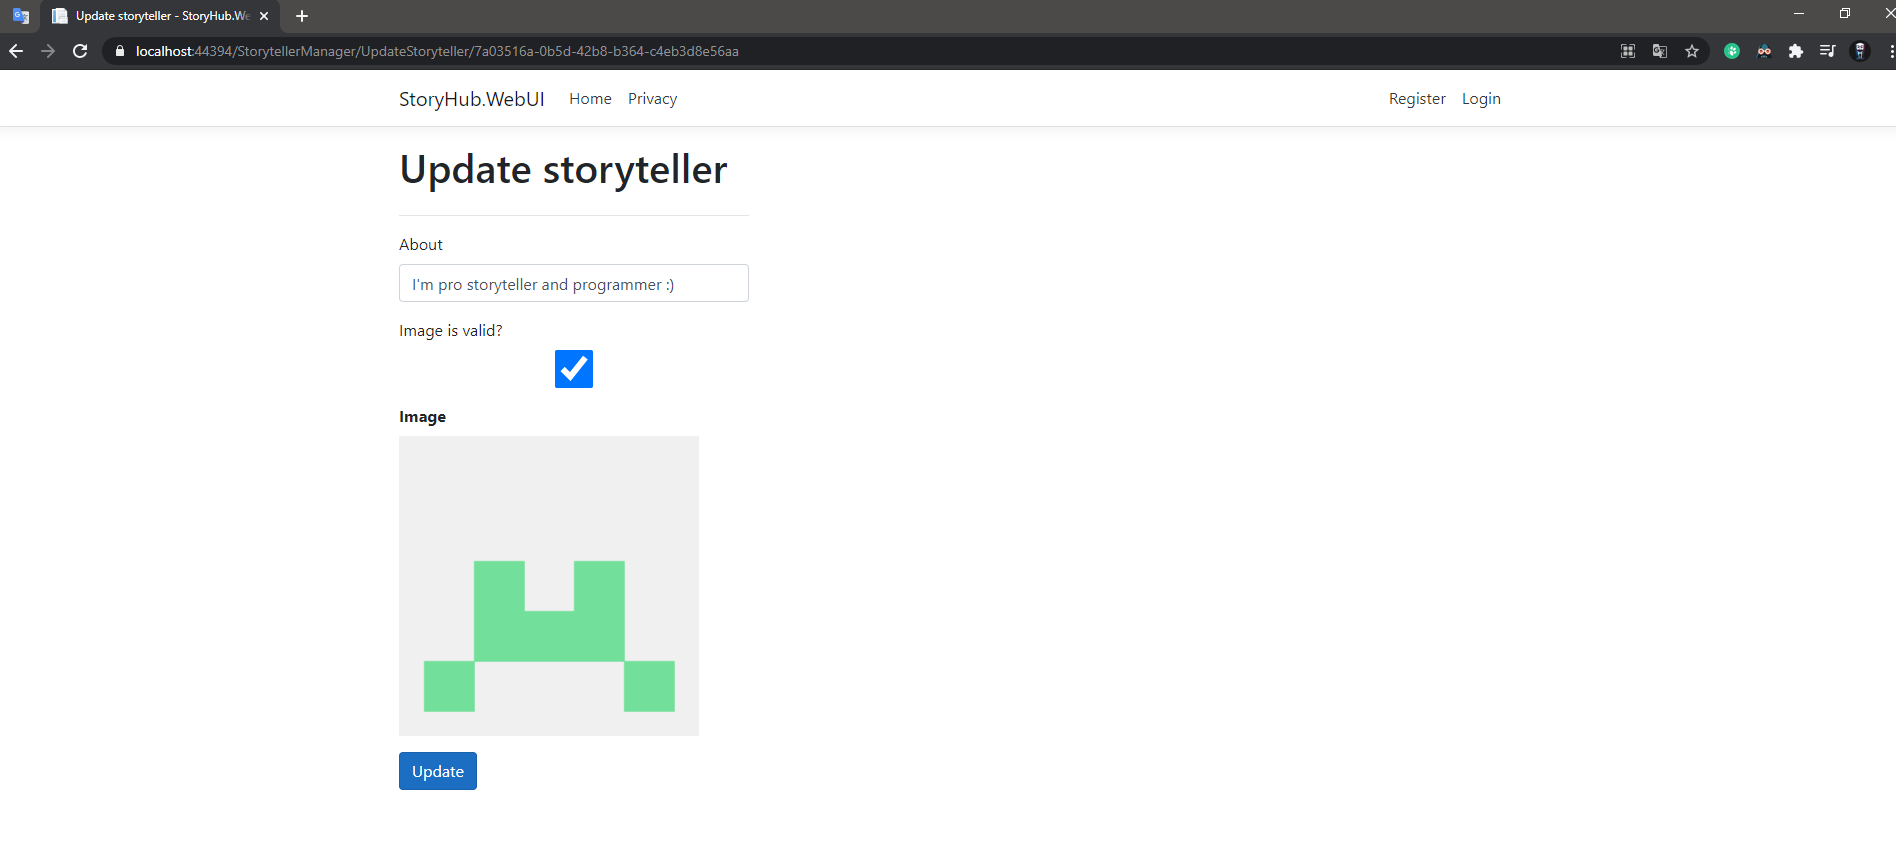 Update storyteller - StoryHub.We
localhost:44394/StorytellerManager/UpdateStoryteller/7a03516a-0b5d-42b8-b364-c4eb3d8e56aa
StoryHub.WebUI Home Privacy Register Login
Update storyteller
About
I'm pro storyteller and programmer :)
Image is valid?
Image
Update